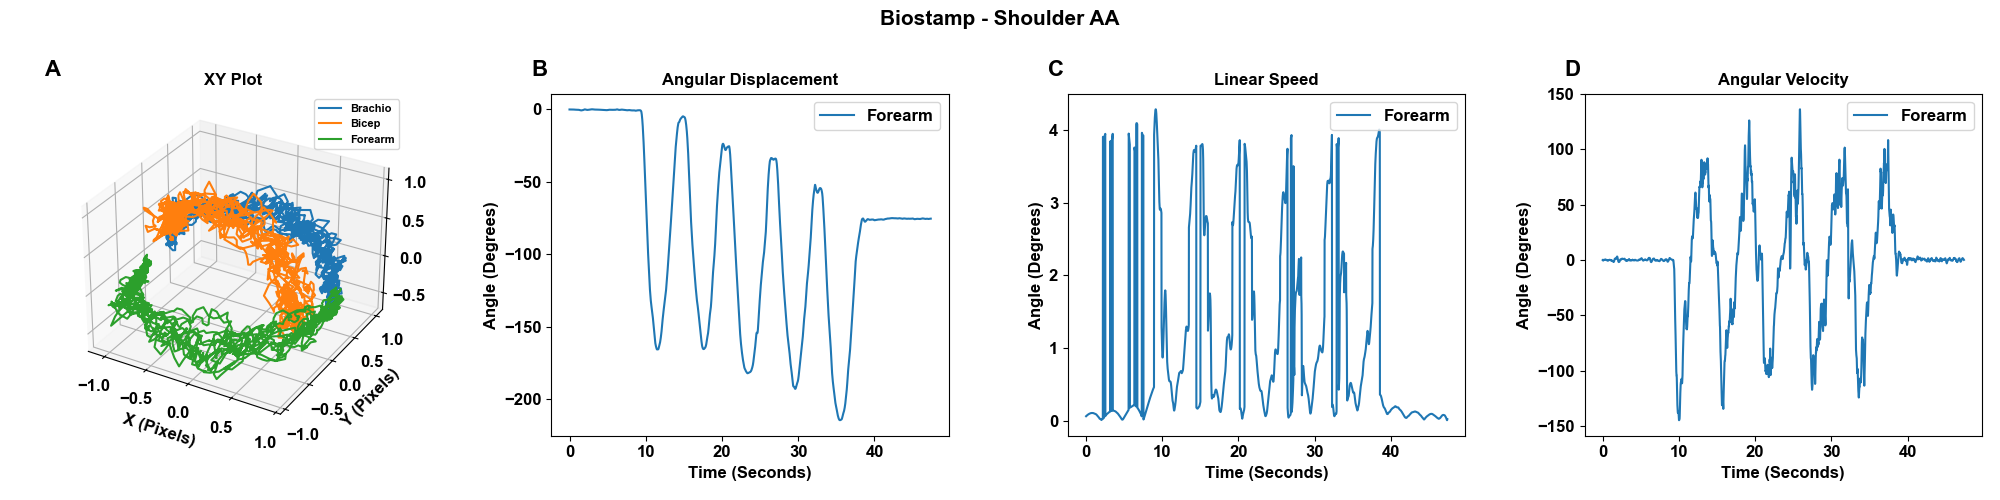 Biostamp - Shoulder AA
A
XY Plot
Brachio
Bicep
Forearm
1.0
0.5
0.0
−0.5
−1.0
−0.5
0.0
0.5
1.0
X (Pixels)
−1.0
−0.5
0.0
0.5
1.0
Y (Pixels)
B
Angular Displacement
Forearm
0
−50
−100
−150
−200
Angle (Degrees)
0 10 20 30 40
Time (Seconds)
C
Linear Speed
Forearm
4
3
2
1
0
Angle (Degrees)
0 10 20 30 40
Time (Seconds)
D
Angular Velocity
Forearm
150
100
50
0
−50
−100
−150
Angle (Degrees)
0 10 20 30 40
Time (Seconds)